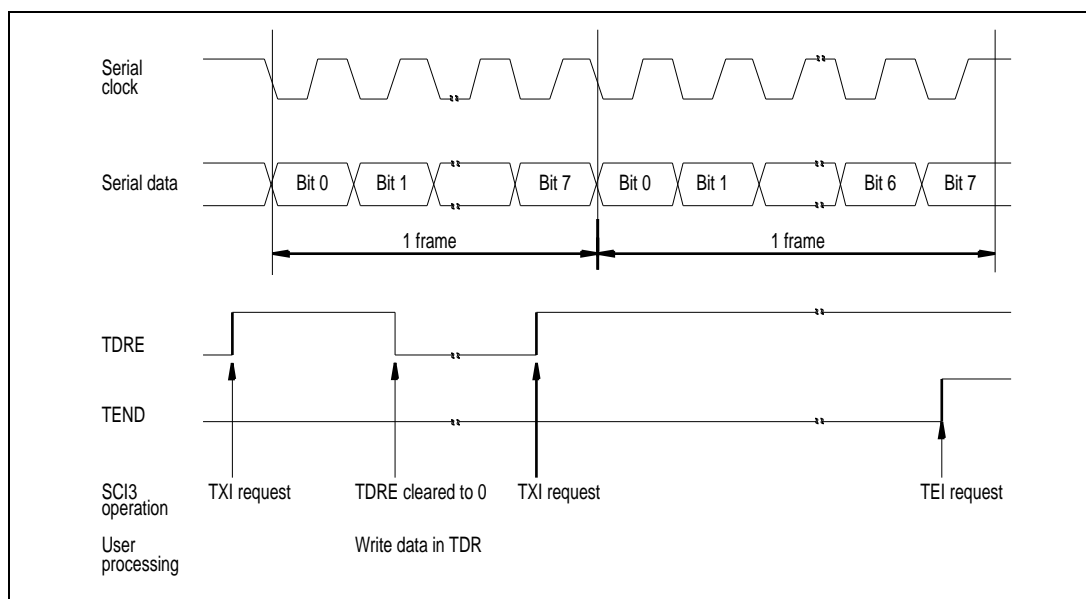 Serial
clock
Serial data
Bit 0 Bit 1 Bit 7 Bit 0 Bit 1 Bit 6 Bit 7
1 frame 1 frame
TDRE
TEND
SCI3
operation
TXI request TDRE cleared to 0 TXI request TEI request
User
processing
Write data in TDR